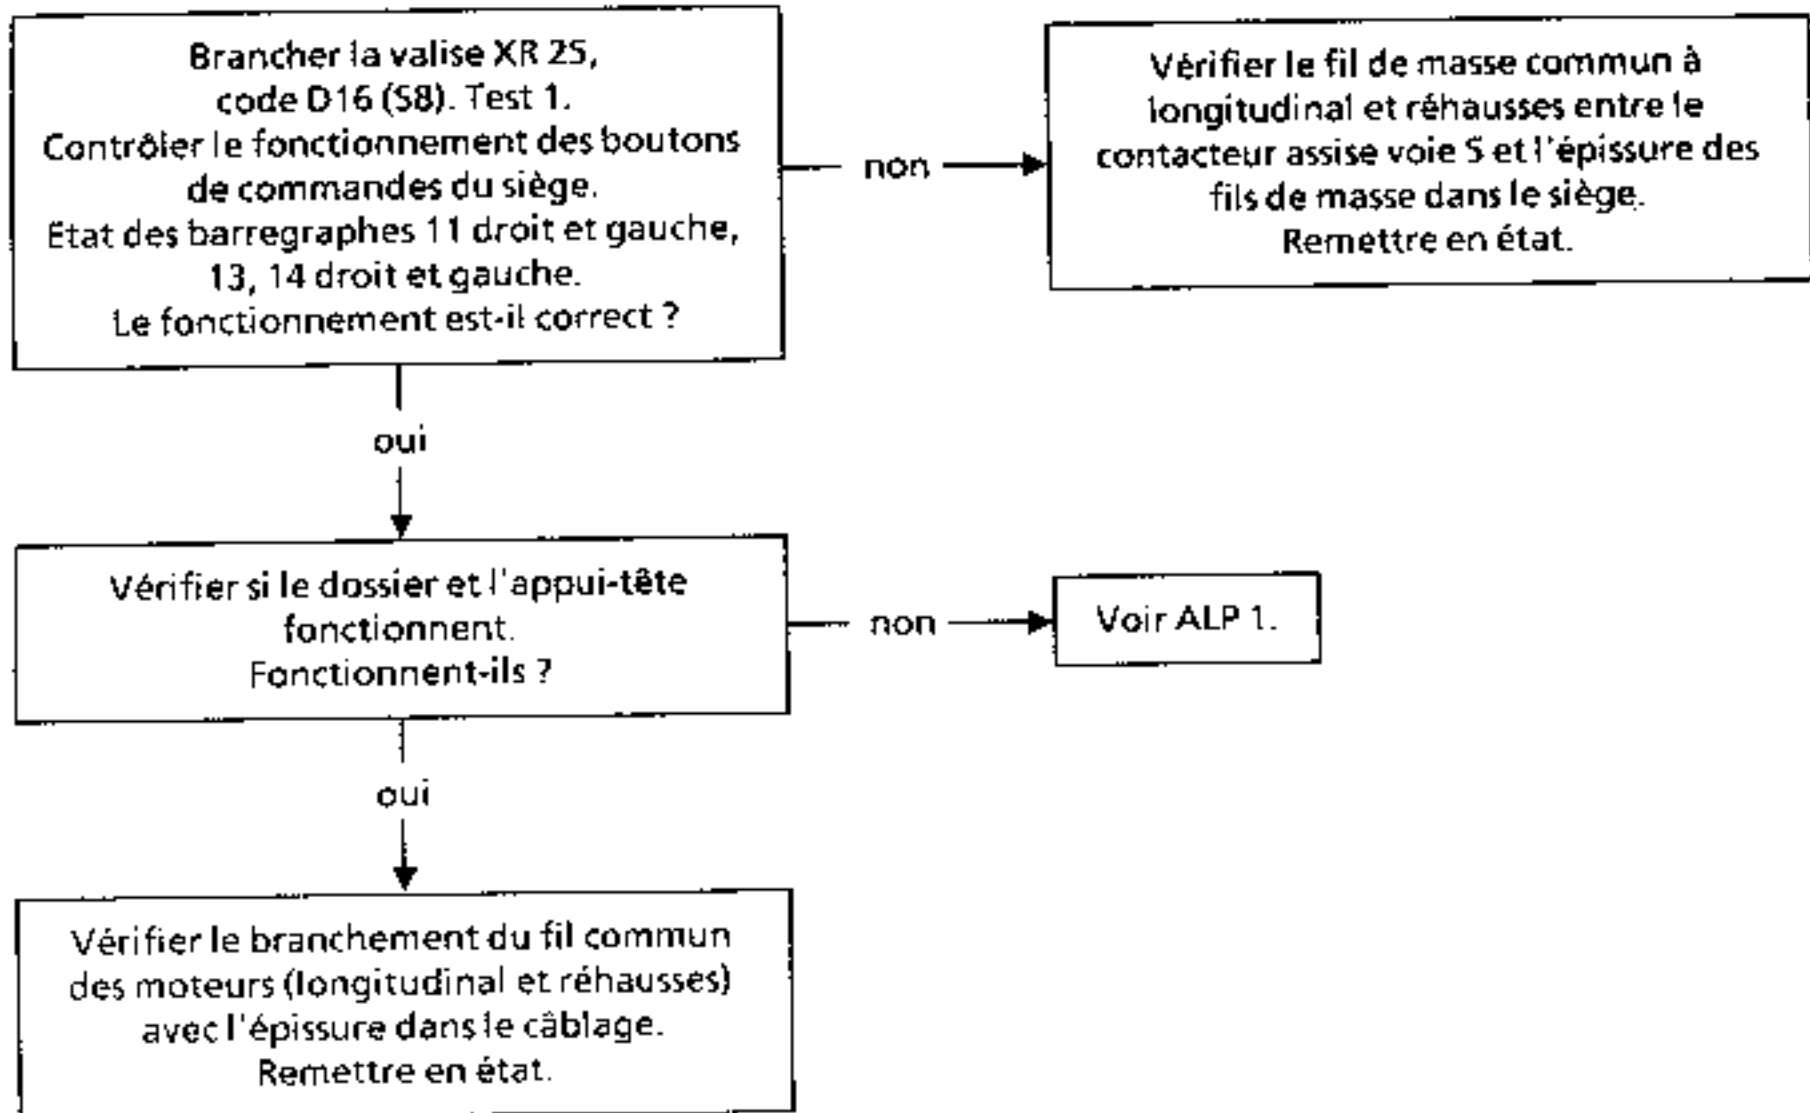 Brancher la valise XR 25,
code D16 (S8). Test 1.
Contrôler le fonctionnement des boutons
de commandes du siège.
Etat des barregraphes 11 droit et gauche,
13, 14 droit et gauche.
Le fonctionnement est-il correct ?
non
Vérifier le fil de masse commun à
longitudinal et réhausses entre le
contacteur assise voie 5 et l'épissure des
fils de masse dans le siège.
Remettre en état.
oui
Vérifier si le dossier et l'appui-tête
fonctionnent.
Fonctionnent-ils ?
non
Voir ALP 1.
oui
Vérifier le branchement du fil commun
des moteurs (longitudinal et réhausses)
avec l'épissure dans le câblage.
Remettre en état.